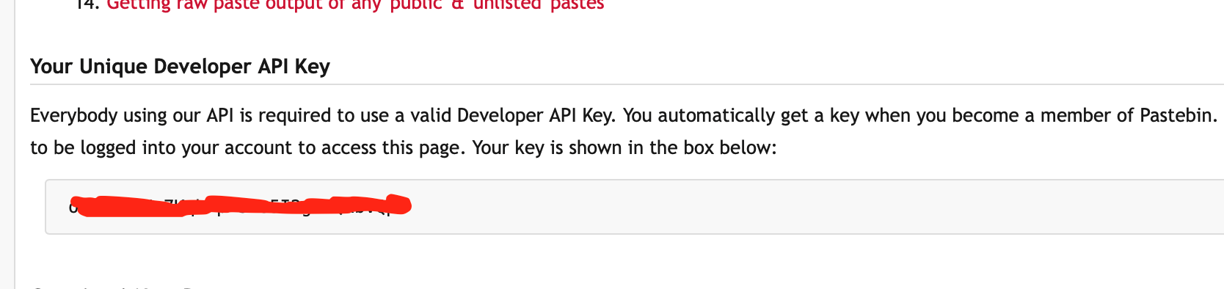 14. Getting raw paste output of any public & unlisted pastes
Your Unique Developer API Key
Everybody using our API is required to use a valid Developer API Key. You automatically get a key when you become a member of Pastebin.
to be logged into your account to access this page. Your key is shown in the box below: